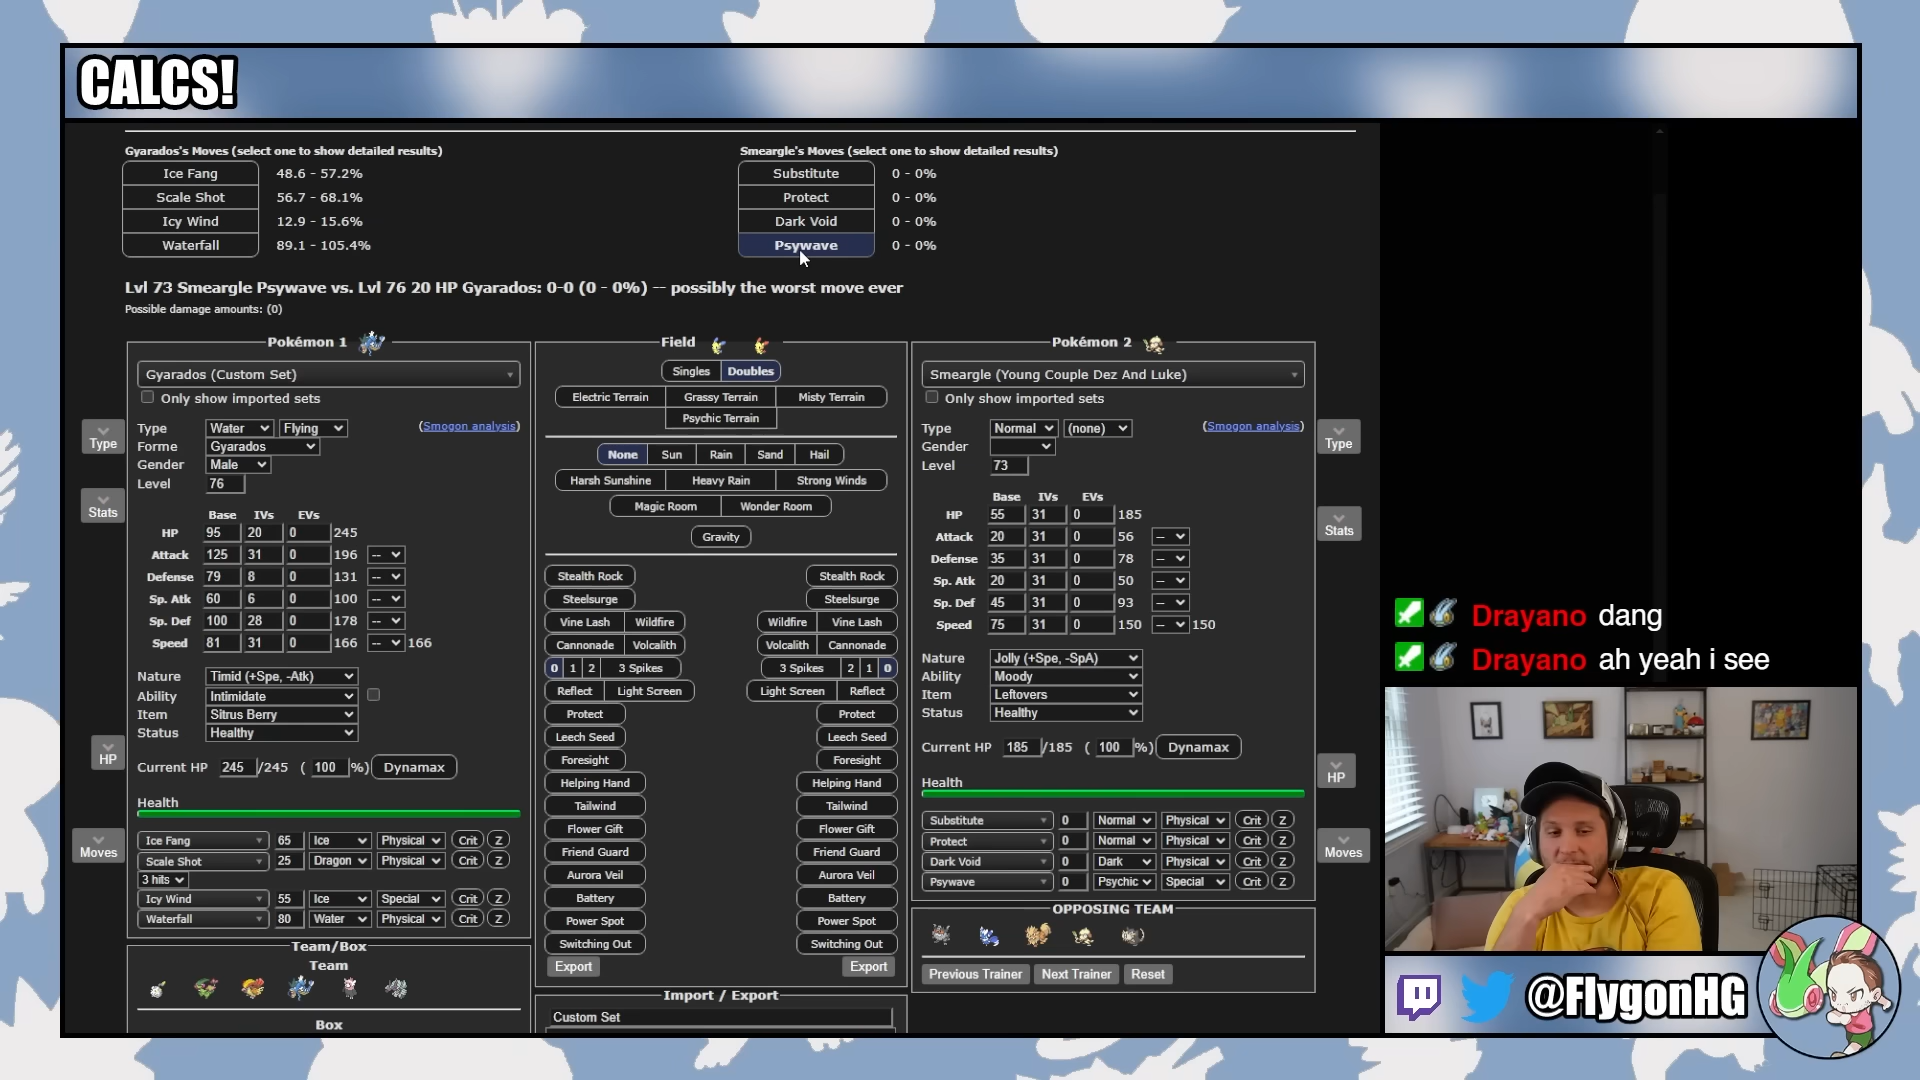 CALCS!
Gyarados's Moves (select one to show detailed results)
Ice Fang 48.6 - 57.2%
Scale Shot 56.7 - 68.1%
Icy Wind 12.9 - 15.6%
Waterfall 89.1 - 105.4%
Smeargle's Moves (select one to show detailed results)
Substitute 0 - 0%
Protect 0 - 0%
Dark Void 0 - 0%
Psywave 0 - 0%
Lvl 73 Smeargle Psywave vs. Lvl 76 20 HP Gyarados: 0-0 (0 - 0%) -- possibly the worst move ever
Possible damage amounts: (0)
Pokémon 1
Gyarados (Custom Set)
Only show imported sets
Type Water Flying (Smogon analysis)
Forme Gyarados
Gender Male
Level 76
Base IVs EVs
HP 95 20 0 245
Attack 125 31 0 196 --
Defense 79 8 0 131 --
Sp. Atk 60 6 0 100 --
Sp. Def 100 28 0 178 --
Speed 81 31 0 166 -- 166
Nature Timid (+Spe, -Atk)
Ability Intimidate
Item Sitrus Berry
Status Healthy
Current HP 245 /245 ( 100 %) Dynamax
Health
Ice Fang 65 Ice Physical Crit Z
Scale Shot 25 Dragon Physical Crit Z
3 hits
Icy Wind 55 Ice Special Crit Z
Waterfall 80 Water Physical Crit Z
Team/Box
Team
Box
Type
Stats
HP
Moves
Field
Singles Doubles
Electric Terrain Grassy Terrain Misty Terrain
Psychic Terrain
None Sun Rain Sand Hail
Harsh Sunshine Heavy Rain Strong Winds
Magic Room Wonder Room
Gravity
Stealth Rock Stealth Rock
Steelsurge Steelsurge
Vine Lash Wildfire Wildfire Vine Lash
Cannonade Volcalith Volcalith Cannonade
0 1 2 3 Spikes 3 Spikes 2 1 0
Reflect Light Screen Light Screen Reflect
Protect Protect
Leech Seed Leech Seed
Foresight Foresight
Helping Hand Helping Hand
Tailwind Tailwind
Flower Gift Flower Gift
Friend Guard Friend Guard
Aurora Veil Aurora Veil
Battery Battery
Power Spot Power Spot
Switching Out Switching Out
Export Export
Import / Export
Custom Set
Pokémon 2
Smeargle (Young Couple Dez And Luke)
Only show imported sets
Type Normal (none) (Smogon analysis)
Gender
Level 73
Base IVs EVs
HP 55 31 0 185
Attack 20 31 0 56 --
Defense 35 31 0 78 --
Sp. Atk 20 31 0 50 --
Sp. Def 45 31 0 93 --
Speed 75 31 0 150 -- 150
Nature Jolly (+Spe, -SpA)
Ability Moody
Item Leftovers
Status Healthy
Current HP 185 /185 ( 100 %) Dynamax
Health
Substitute 0 Normal Physical Crit Z
Protect 0 Normal Physical Crit Z
Dark Void 0 Dark Physical Crit Z
Psywave 0 Psychic Special Crit Z
OPPOSING TEAM
Previous Trainer Next Trainer Reset
Type
Stats
HP
Moves
Drayano dang
Drayano ah yeah i see
@FlygonHG